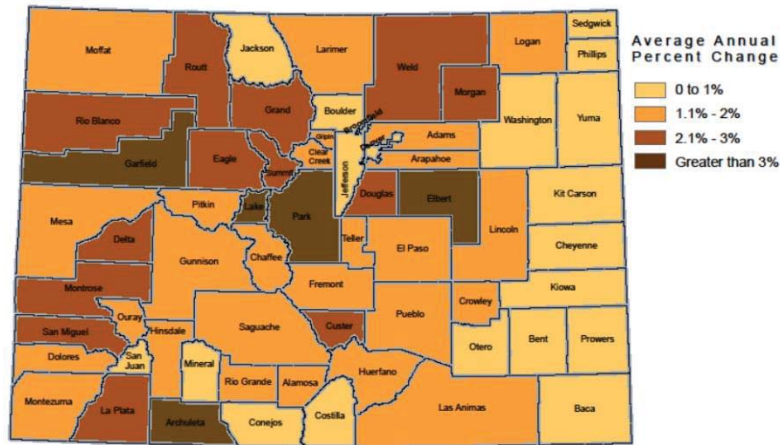 Moffat
Routt
Jackson
Larimer
Weld
Logan
Sedgwick
Phillips
Rio Blanco
Grand
Boulder
Morgan
Washington
Yuma
Garfield
Eagle
Summit
Gilpin
Clear
Creek
Jefferson
Broomfield
Denver
Adams
Arapahoe
Mesa
Pitkin
Lake
Park
Douglas
Elbert
Lincoln
Kit Carson
Delta
Gunnison
Chaffee
Teller
El Paso
Cheyenne
Montrose
Fremont
Kiowa
Ouray
San Miguel
Hinsdale
Saguache
Custer
Pueblo
Crowley
Otero
Bent
Prowers
Dolores
San
Juan
Mineral
Rio Grande
Alamosa
Huerfano
Montezuma
La Plata
Archuleta
Conejos
Costilla
Las Animas
Baca
Average Annual
Percent Change
0 to 1%
1.1% - 2%
2.1% - 3%
Greater than 3%